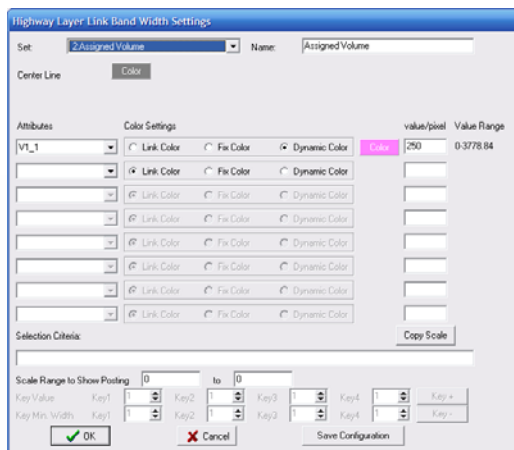 Highway Layer Link Band Width Settings
Set: 2:Assigned Volume Name: Assigned Volume
Center Line Color
Attributes Color Settings value/pixel Value Range
V1_1 Link Color Fix Color Dynamic Color Color 250 0-3778.84
Link Color Fix Color Dynamic Color
Link Color Fix Color Dynamic Color
Link Color Fix Color Dynamic Color
Link Color Fix Color Dynamic Color
Link Color Fix Color Dynamic Color
Link Color Fix Color Dynamic Color
Link Color Fix Color Dynamic Color
Selection Criteria: Copy Scale
Scale Range to Show Posting 0 to 0
Key Value Key1 1 Key2 1 Key3 1 Key4 1 Key +
Key Min. Width Key1 1 Key2 1 Key3 1 Key4 1 Key -
OK Cancel Save Configuration